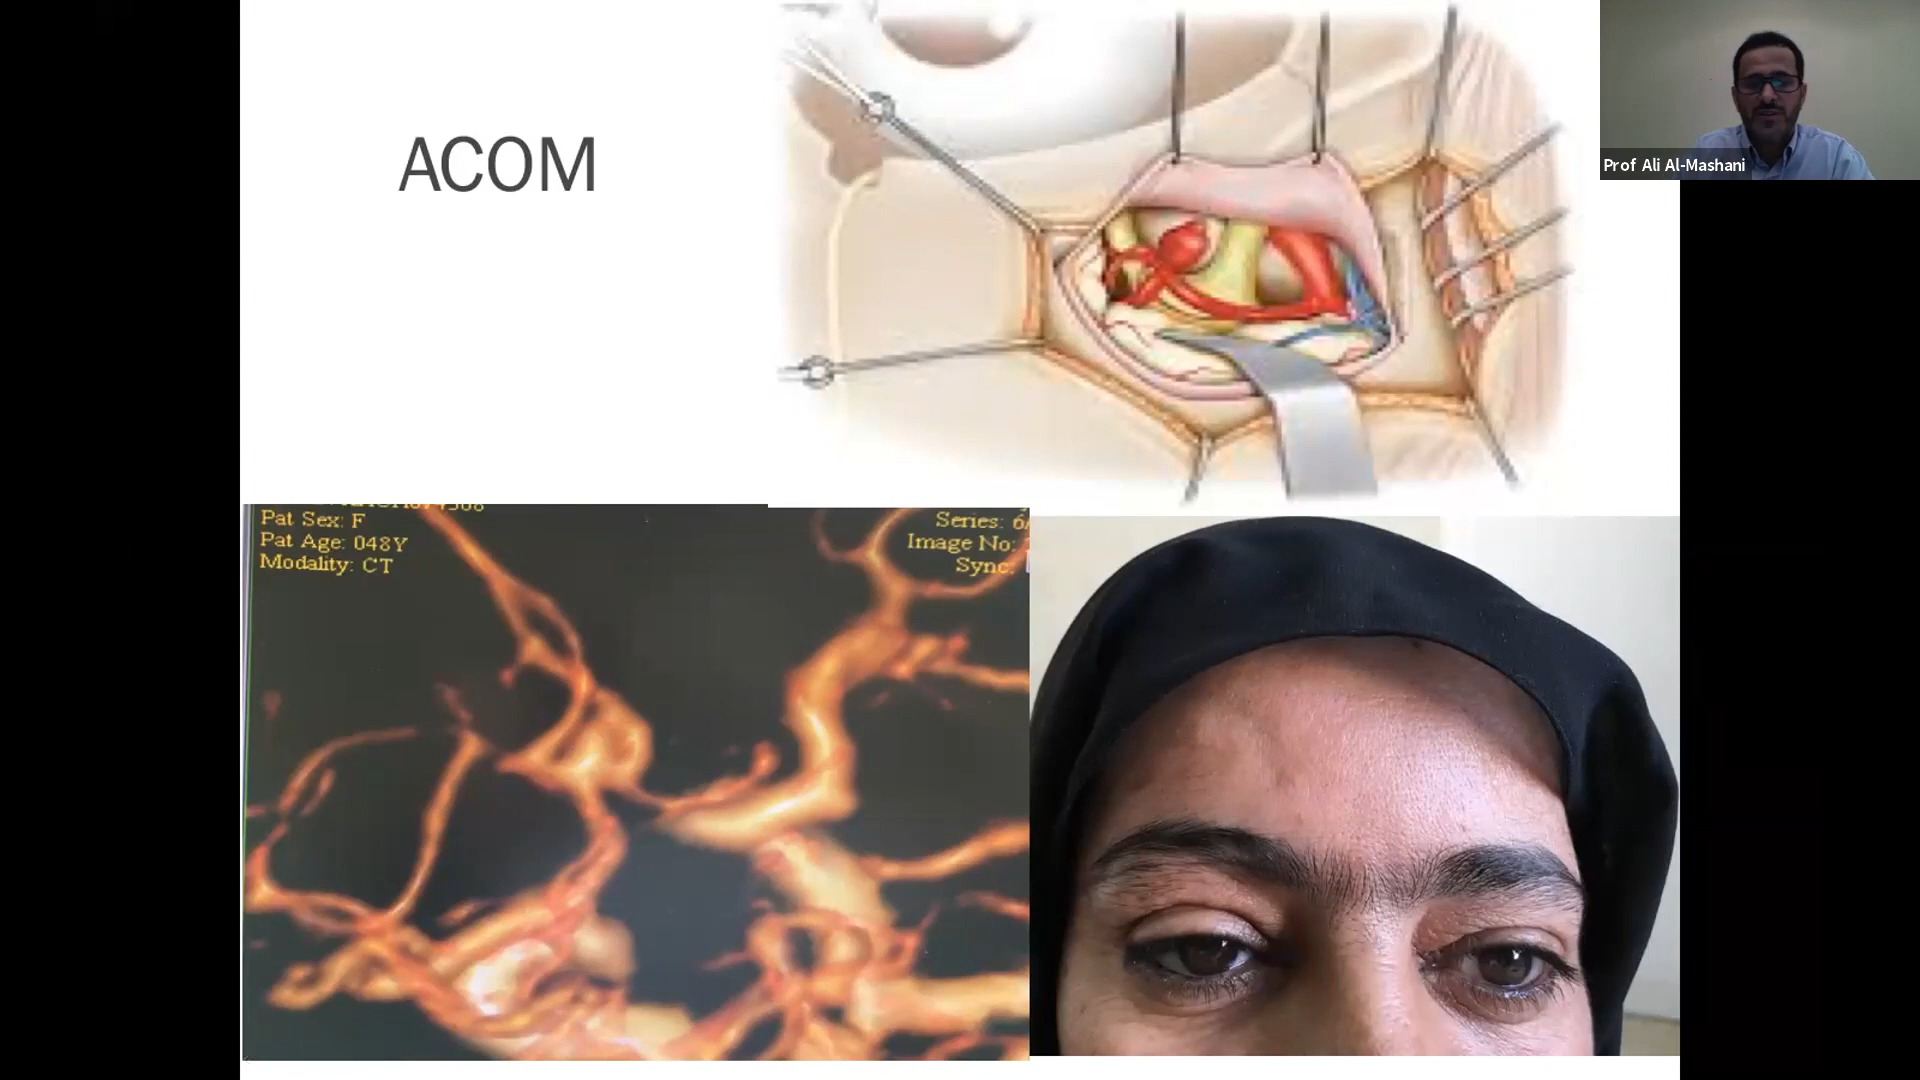 ACOM
Prof Ali Al-Mashani
Pat Sex: F
Pat Age: 048Y
Modality: CT
Series: 6/
Image No:
Sync: